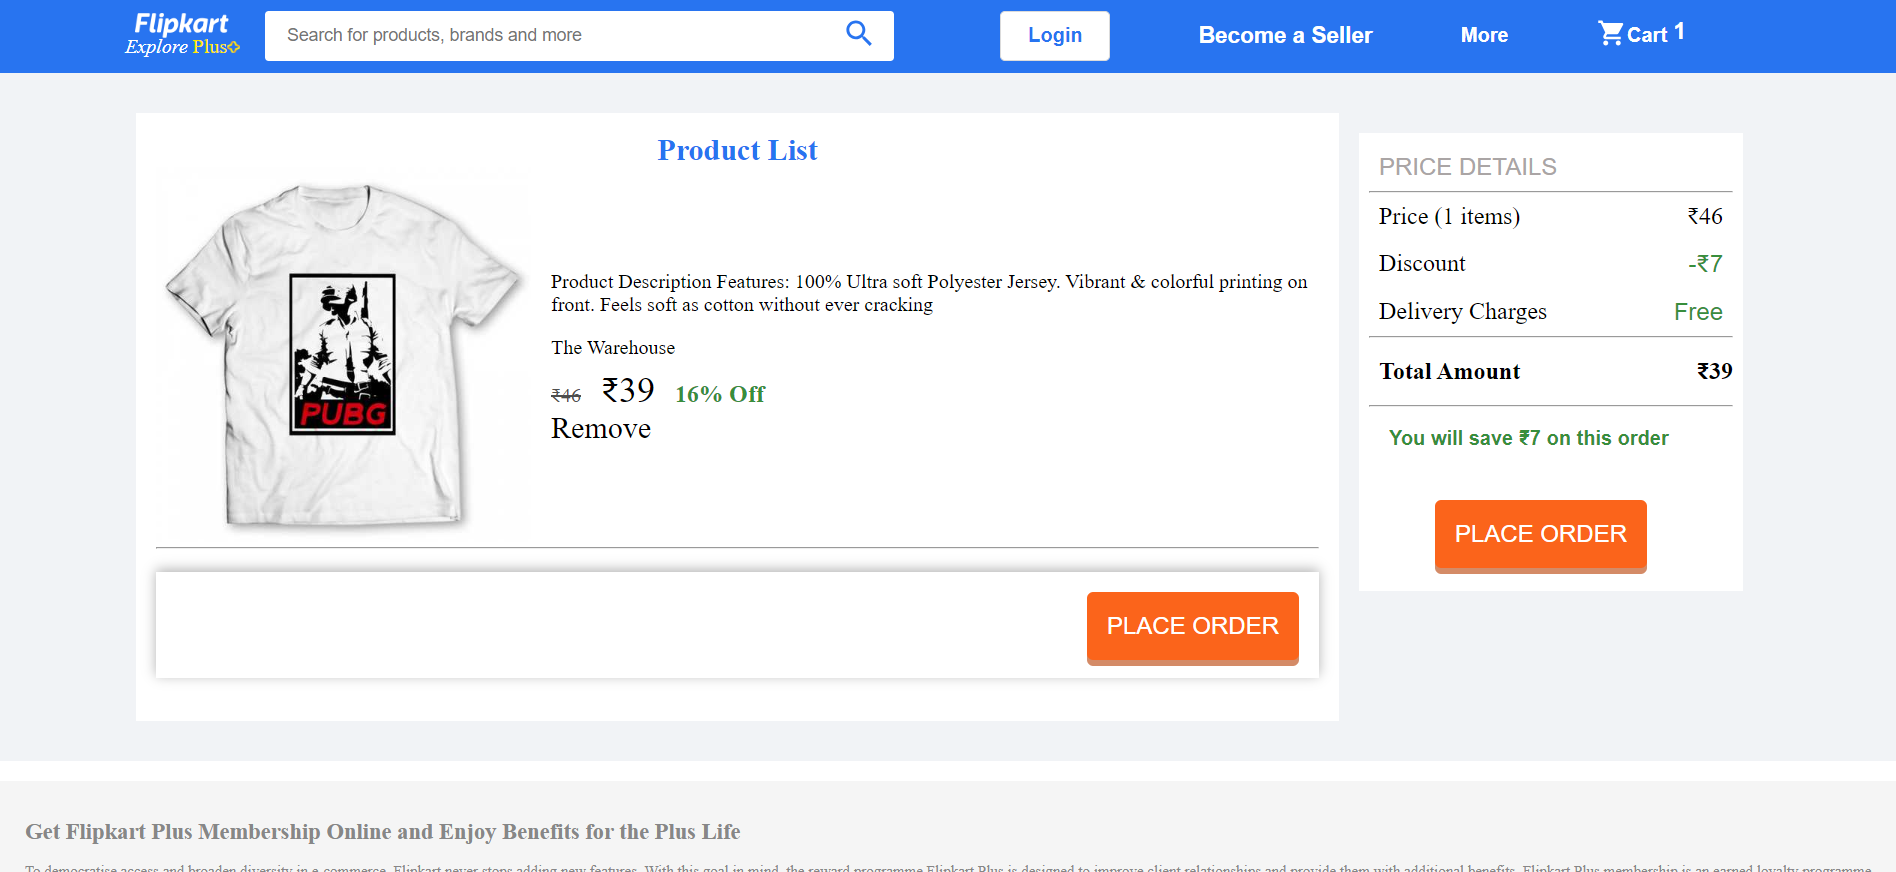 Flipkart
Explore Plus
Search for products, brands and more
Login
Become a Seller
More
Cart 1
Product List
PUBG
Product Description Features: 100% Ultra soft Polyester Jersey. Vibrant & colorful printing on
front. Feels soft as cotton without ever cracking
The Warehouse
₹46 ₹39 16% Off
Remove
PLACE ORDER
PRICE DETAILS
Price (1 items) ₹46
Discount -₹7
Delivery Charges Free
Total Amount ₹39
You will save ₹7 on this order
PLACE ORDER
Get Flipkart Plus Membership Online and Enjoy Benefits for the Plus Life
To democratise access and broaden diversity in e-commerce, Flipkart never stops adding new features. With this goal in mind, the reward programme Flipkart Plus is designed to improve client relationships and provide them with additional benefits. Flipkart Plus membership is an earned loyalty programme